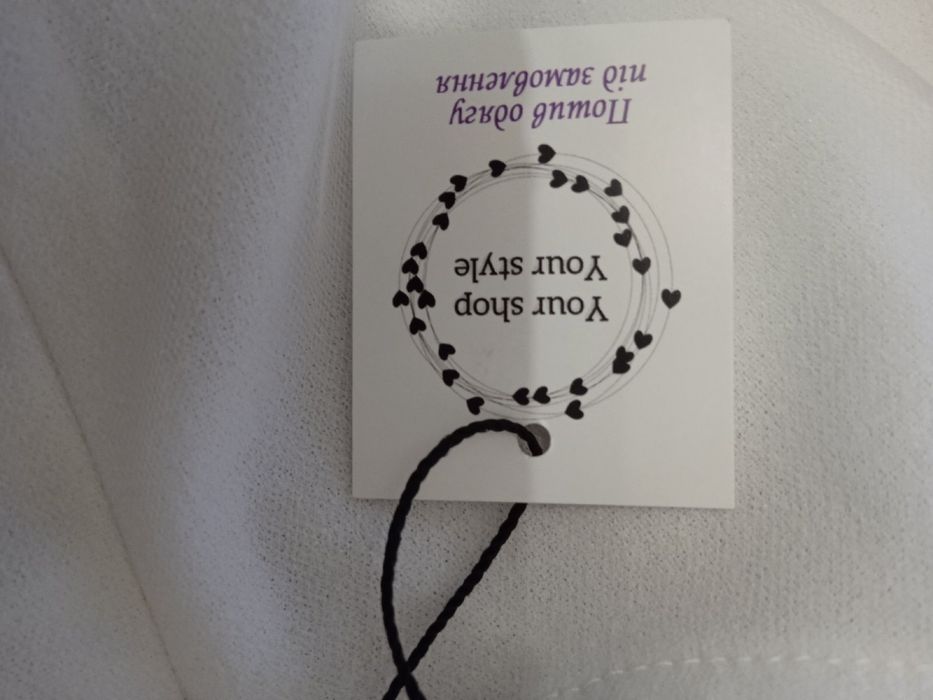 Your shop
Your style
Пошив одягу
під замовлення